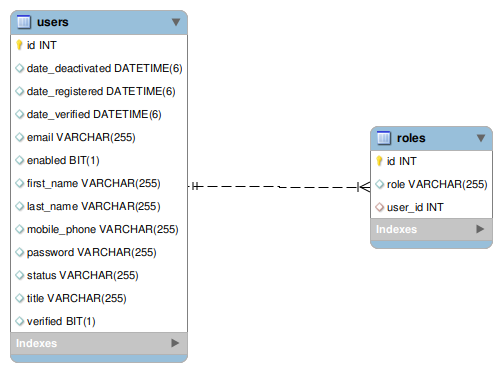 users
id INT
date_deactivated DATETIME(6)
date_registered DATETIME(6)
date_verified DATETIME(6)
email VARCHAR(255)
enabled BIT(1)
first_name VARCHAR(255)
last_name VARCHAR(255)
mobile_phone VARCHAR(255)
password VARCHAR(255)
status VARCHAR(255)
title VARCHAR(255)
verified BIT(1)
Indexes
roles
id INT
role VARCHAR(255)
user_id INT
Indexes